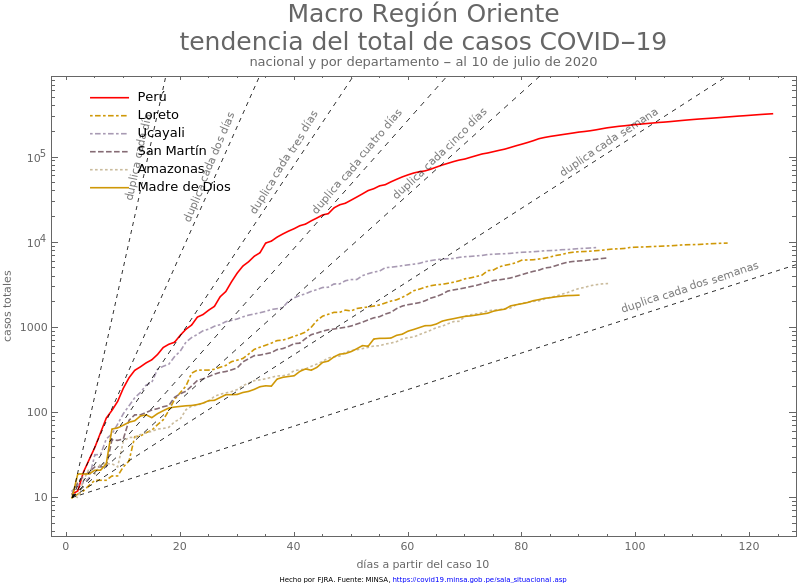 Macro Región Oriente
tendencia del total de casos COVID−19
nacional y por departamento − al 10 de julio de 2020
Perú
Loreto
Ucayali
San Martín
Amazonas
Madre de Dios
duplica cada día
duplica cada dos días
duplica cada tres días
duplica cada cuatro días
duplica cada cinco días
duplica cada semana
duplica cada dos semanas
casos totales
10^5
10^4
1000
100
10
0 20 40 60 80 100 120
días a partir del caso 10
Hecho por FJRA. Fuente: MINSA, https://covid19.minsa.gob.pe/sala_situacional.asp